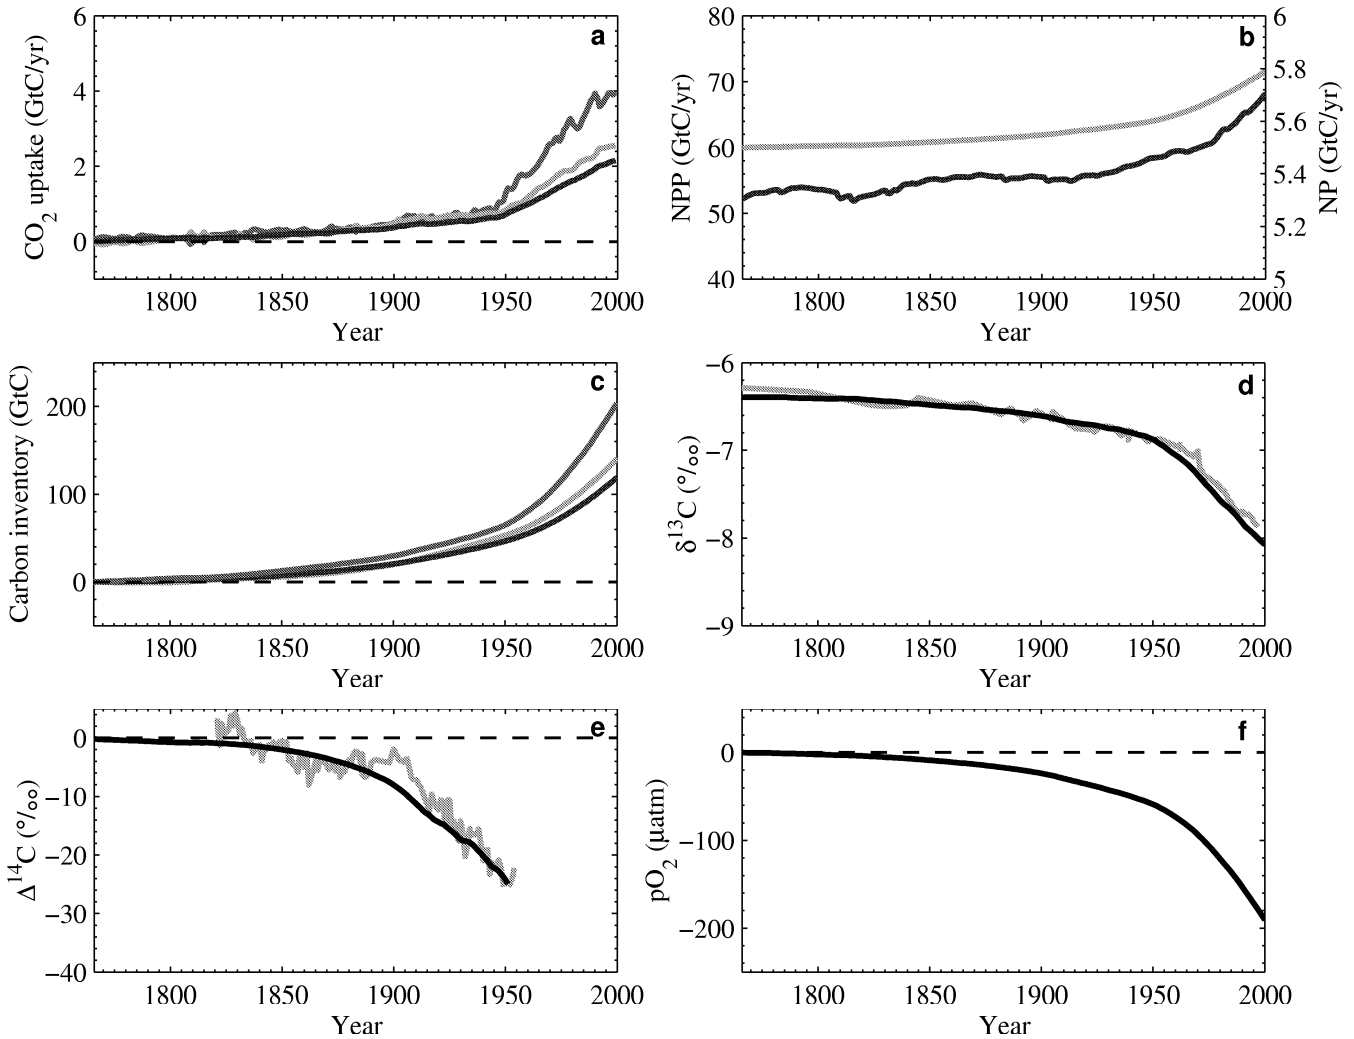 a
CO2 uptake (GtC/yr)
6
4
2
0
1800 1850 1900 1950 2000
Year
b
NPP (GtC/yr)
80
70
60
50
40
NP (GtC/yr)
6
5.8
5.6
5.4
5.2
5
1800 1850 1900 1950 2000
Year
c
Carbon inventory (GtC)
200
100
0
1800 1850 1900 1950 2000
Year
d
δ13C (°/oo)
−6
−7
−8
−9
1800 1850 1900 1950 2000
Year
e
Δ14C (°/oo)
0
−10
−20
−30
−40
1800 1850 1900 1950 2000
Year
f
pO2 (µatm)
0
−100
−200
1800 1850 1900 1950 2000
Year